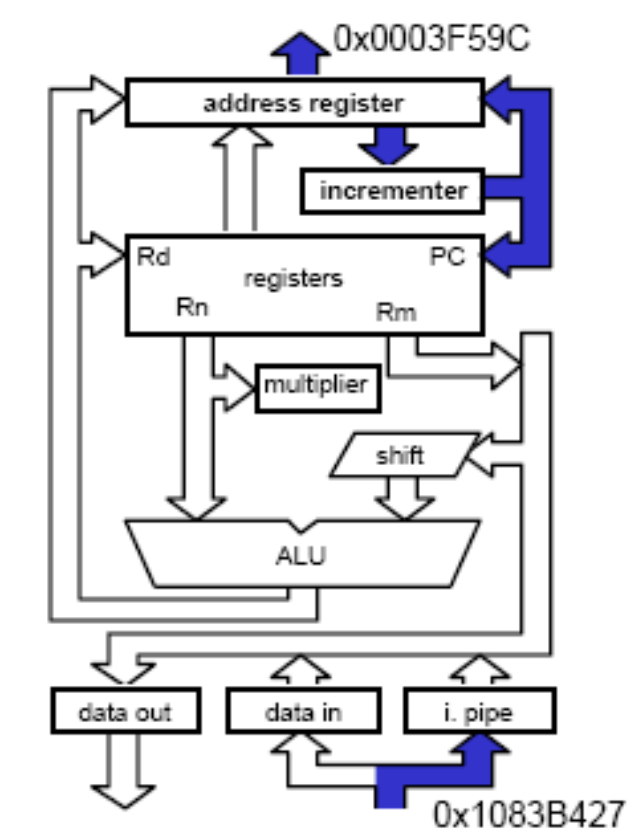 0x0003F59C
address register
incrementer
Rd
PC
registers
Rn
Rm
multiplier
shift
ALU
data out
data in
i. pipe
0x1083B427